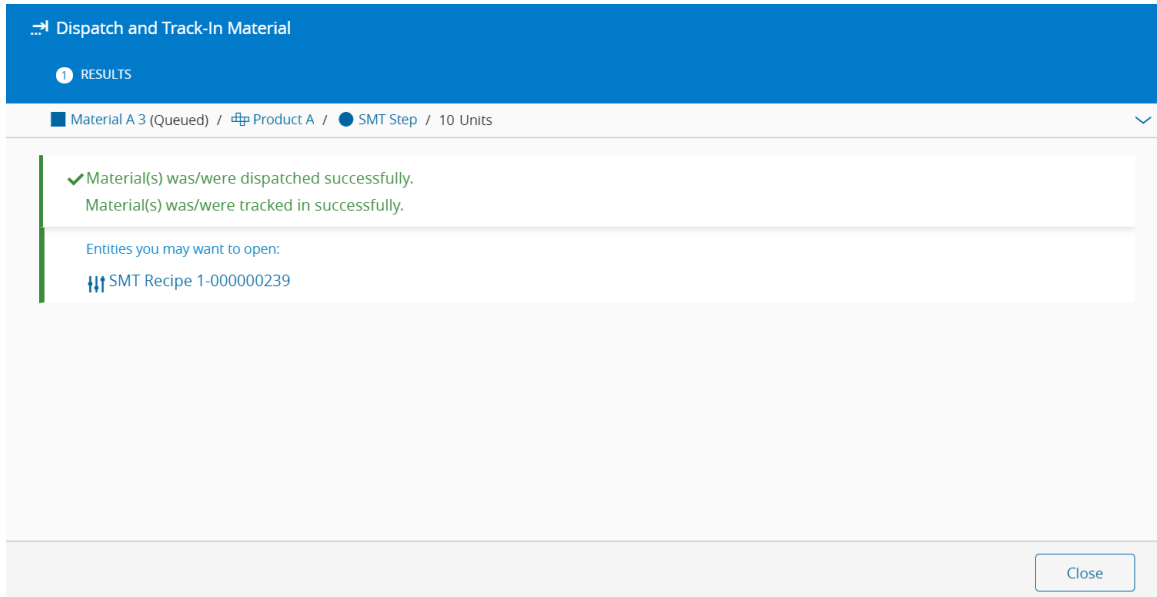 Dispatch and Track-In Material
1 RESULTS
Material A 3 (Queued) / Product A / SMT Step / 10 Units
Material(s) was/were dispatched successfully.
Material(s) was/were tracked in successfully.
Entities you may want to open:
SMT Recipe 1-000000239
Close